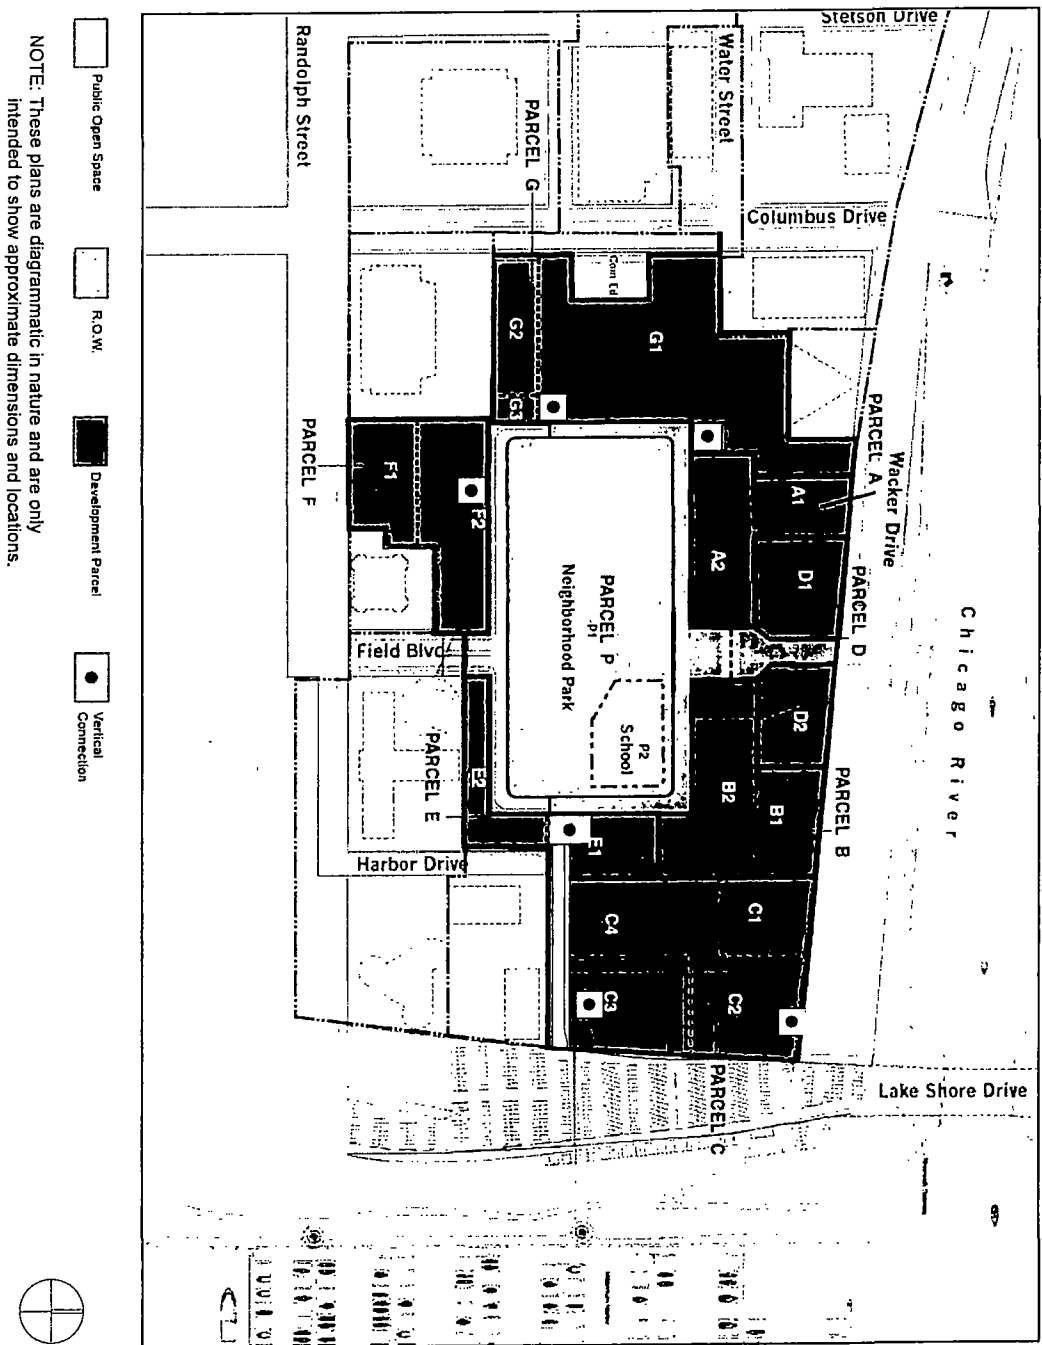 Stetson Drive
Water Street
Randolph Street
Columbus Drive
PARCEL G
Com Ed
G1
G2
G3
PARCEL A
Wacker Drive
A1
A2
PARCEL F
F1
F2
PARCEL D
D1
D2
Chicago River
PARCEL P
P1
Neighborhood Park
P2
School
Field Blvd
PARCEL E
E2
E1
PARCEL B
B2
B1
Harbor Drive
C1
C4
C2
C3
PARCEL C
Lake Shore Drive
Public Open Space
R.O.W.
Development Parcel
Vertical
Connection
NOTE: These plans are diagrammatic in nature and are only
intended to show approximate dimensions and locations.